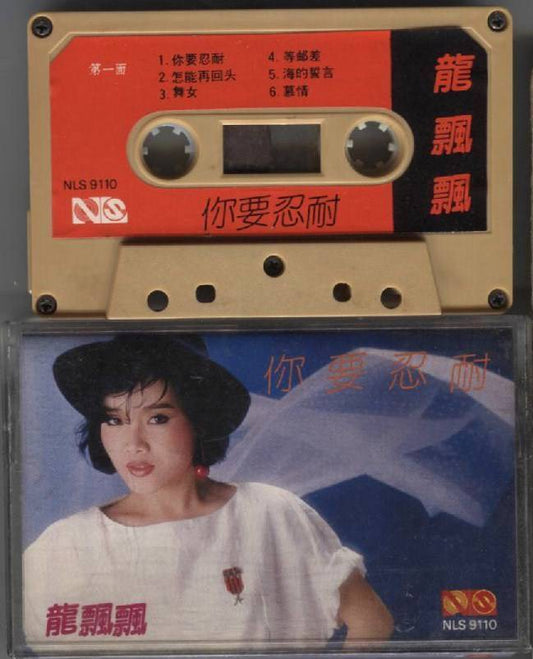 第一面
1. 你要忍耐
2. 怎能再回头
3. 舞女
4. 等邮差
5. 海的誓言
6. 慕情
龍飄飄
NLS 9110
NS
你要忍耐
你要忍耐
龍飄飄
NS
NLS 9110